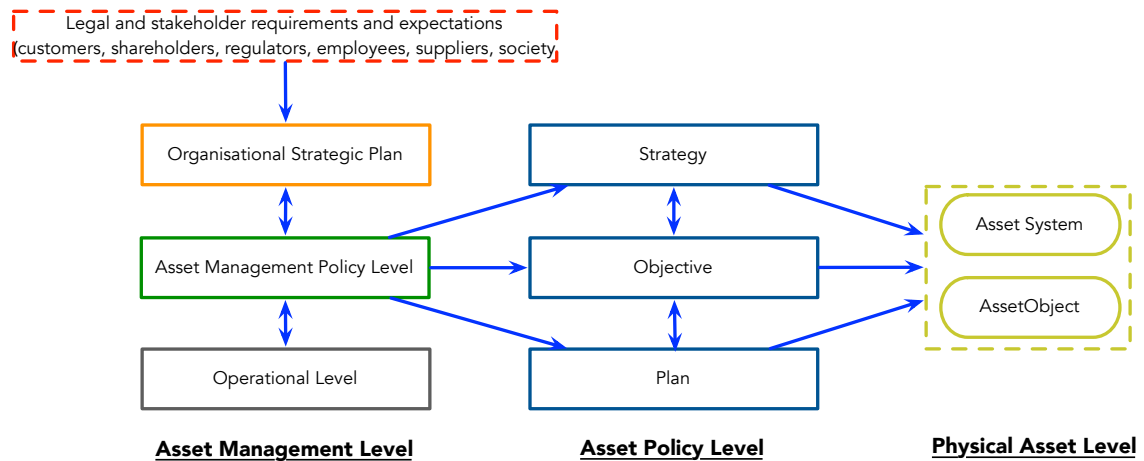 Legal and stakeholder requirements and expectations
(customers, shareholders, regulators, employees, suppliers, society
Organisational Strategic Plan
Strategy
Asset System
Asset Management Policy Level
Objective
AssetObject
Operational Level
Plan
Asset Management Level
Asset Policy Level
Physical Asset Level